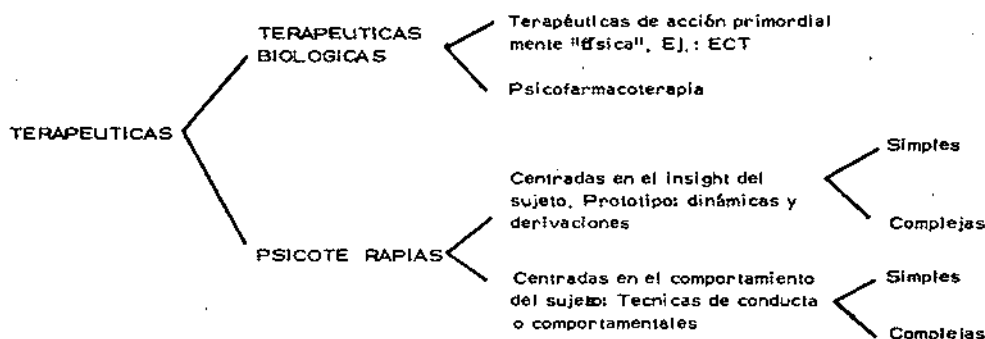 TERAPEUTICAS
TERAPEUTICAS
BIOLOGICAS
Terapéuticas de acción primordial
mente "física", EJ, : ECT
Psicofarmacoterapia
PSICOTE RAPIAS
Centradas en el insight del
sujeto, Prototipo: dinámicas y
derivaciones
Simples
Complejas
Centradas en el comportamiento
del sujeto: Tecnicas de conducta
o comportamentales
Simples
Complejas